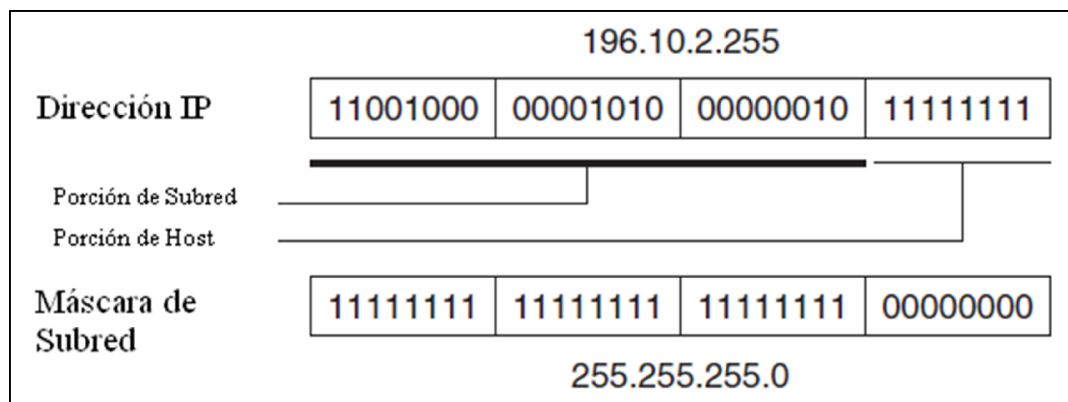 196.10.2.255
Dirección IP
11001000 00001010 00000010 11111111
Porción de Subred
Porción de Host
Máscara de
Subred
11111111 11111111 11111111 00000000
255.255.255.0